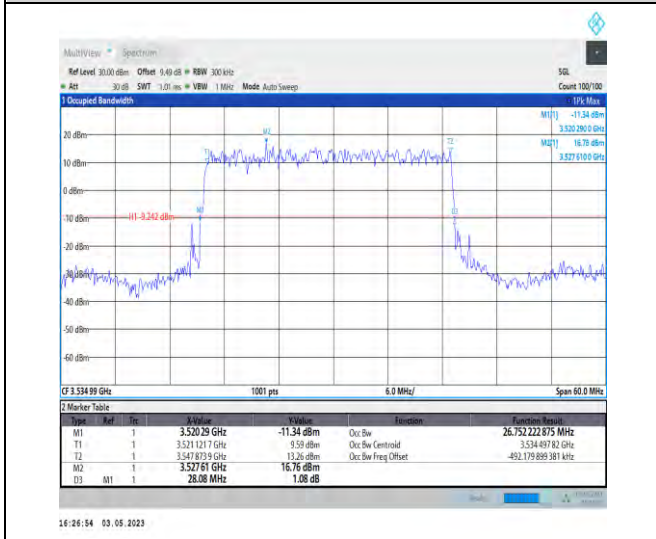 MultiView Spectrum
Ref Level 30.00 dBm Offset 9.49 dB RBW 300 kHz SGL
Att 30 dB SWT 1.01 ms VBW 1 MHz Mode Auto Sweep Count 100/100
1 Occupied Bandwidth 1Pk Max
M1[1] -11.34 dBm
3.520 290 0 GHz
M2[1] 16.76 dBm
3.527 610 0 GHz
20 dBm
M2
T1
T2
10 dBm
0 dBm
M1
D3
-10 dBm
H1 -9.242 dBm
-20 dBm
-30 dBm
-40 dBm
-50 dBm
-60 dBm
CF 3.534 99 GHz 1001 pts 6.0 MHz/ Span 60.0 MHz
2 Marker Table
Type Ref Trc X-Value Y-Value Function Function Result
M1 1 3.520 29 GHz -11.34 dBm Occ Bw 26.752 222 875 MHz
T1 1 3.521 121 7 GHz 9.59 dBm Occ Bw Centroid 3.534 497 82 GHz
T2 1 3.547 873 9 GHz 13.26 dBm Occ Bw Freq Offset -492.179 899 381 kHz
M2 1 3.527 61 GHz 16.76 dBm
D3 M1 1 28.08 MHz 1.08 dB
16:26:54 03.05.2023